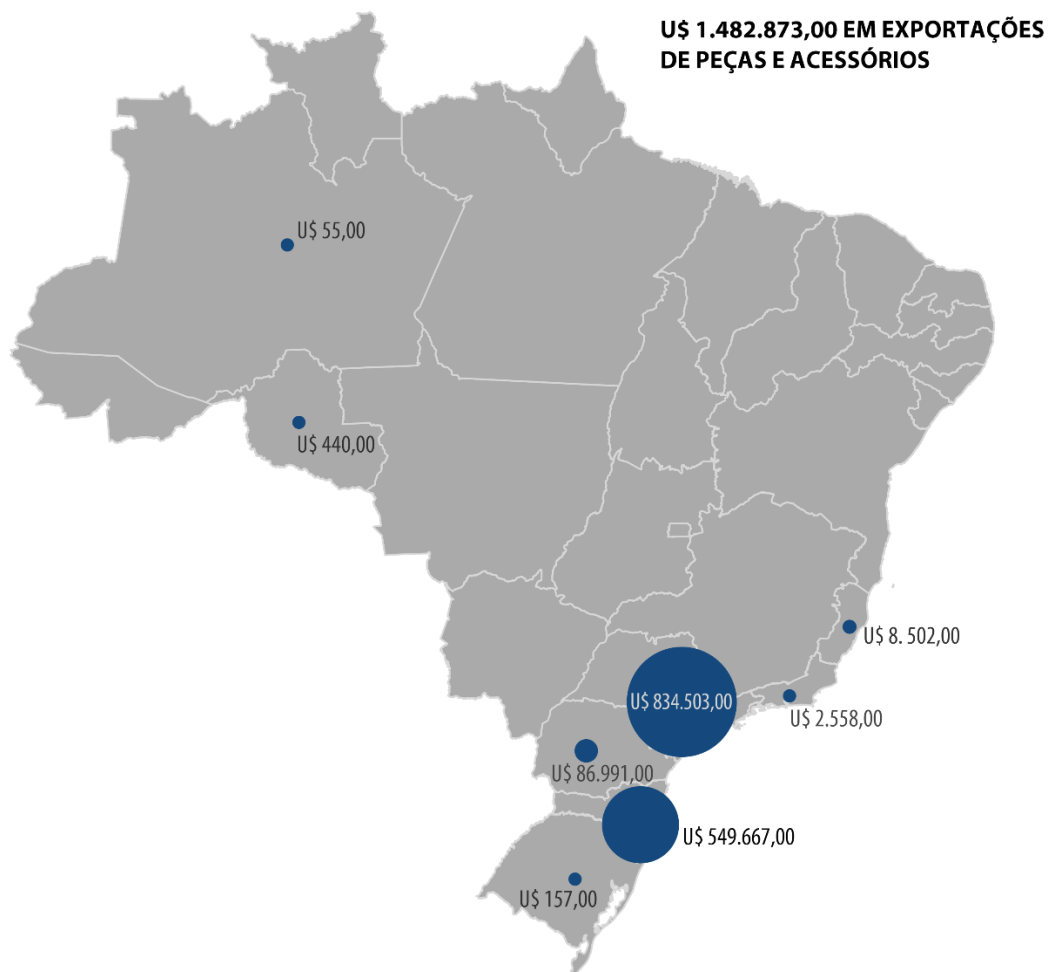 U$ 1.482.873,00 EM EXPORTAÇÕES
DE PEÇAS E ACESSÓRIOS
U$ 55,00
U$ 440,00
U$ 8. 502,00
U$ 834.503,00
U$ 2.558,00
U$ 86.991,00
U$ 549.667,00
U$ 157,00